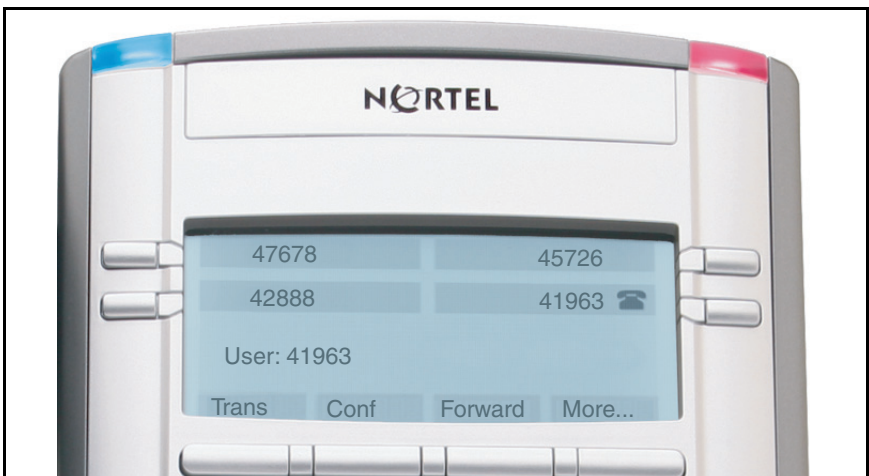 NORTEL
47678 45726
42888 41963
User: 41963
Trans Conf Forward More...